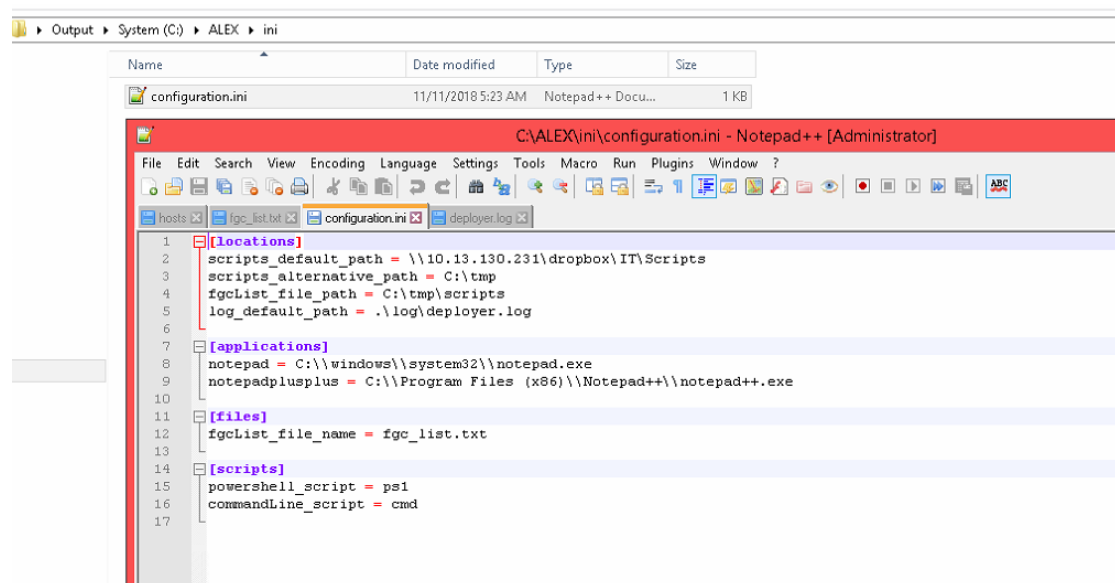 Output ▸ System (C:) ▸ ALEX ▸ ini
Name Date modified Type Size
configuration.ini 11/11/2018 5:23 AM Notepad++ Docu... 1 KB
C:\ALEX\ini\configuration.ini - Notepad++ [Administrator]
File Edit Search View Encoding Language Settings Tools Macro Run Plugins Window ?
ABC
hosts fgc_list.txt configuration.ini deployer.log
1 [locations]
2 scripts_default_path = \\10.13.130.231\dropbox\IT\Scripts
3 scripts_alternative_path = C:\tmp
4 fgcList_file_path = C:\tmp\scripts
5 log_default_path = .\log\deployer.log
6
7 [applications]
8 notepad = C:\\windows\\system32\\notepad.exe
9 notepadplusplus = C:\\Program Files (x86)\\Notepad++\\notepad++.exe
10
11 [files]
12 fgcList_file_name = fgc_list.txt
13
14 [scripts]
15 powershell_script = ps1
16 commandLine_script = cmd
17